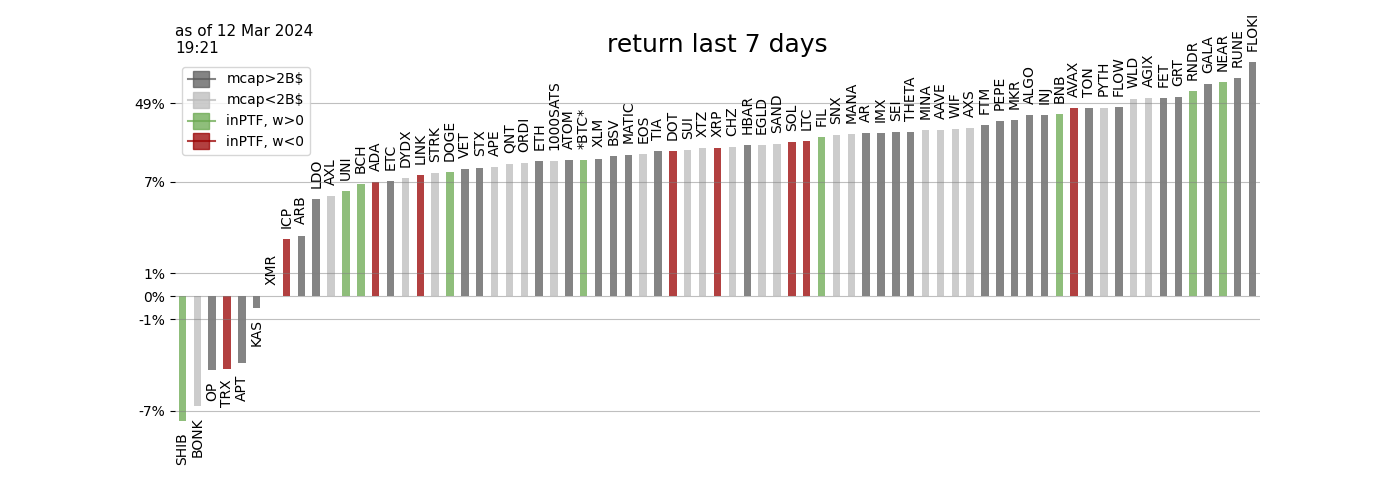 as of 12 Mar 2024
19:21
return last 7 days
mcap>2B$
mcap<2B$
inPTF, w>0
inPTF, w<0
49%
7%
1%
0%
-1%
-7%
SHIB
BONK
OP
TRX
APT
KAS
XMR
ICP
ARB
LDO
AXL
UNI
BCH
ADA
ETC
DYDX
LINK
STRK
DOGE
VET
STX
APE
QNT
ORDI
ETH
1000SATS
ATOM
*BTC*
XLM
BSV
MATIC
EOS
TIA
DOT
SUI
XTZ
XRP
CHZ
HBAR
EGLD
SAND
SOL
LTC
FIL
SNX
MANA
AR
IMX
SEI
THETA
MINA
AAVE
WIF
AXS
FTM
PEPE
MKR
ALGO
INJ
BNB
AVAX
TON
PYTH
FLOW
WLD
AGIX
FET
GRT
RNDR
GALA
NEAR
RUNE
FLOKI